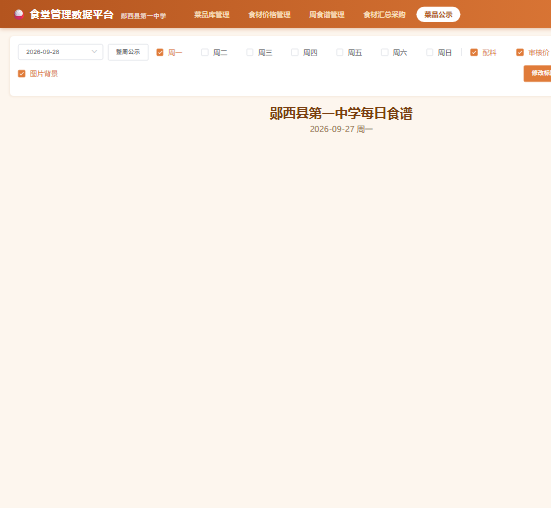 食堂管理数据平台 郧西县第一中学 菜品库管理 食材价格管理 周食谱管理 食材汇总采购 菜品公示
2026-09-28 整周公示 周一 周二 周三 周四 周五 周六 周日 配料 审核价
图片背景 修改标
郧西县第一中学每日食谱
2026-09-27 周一